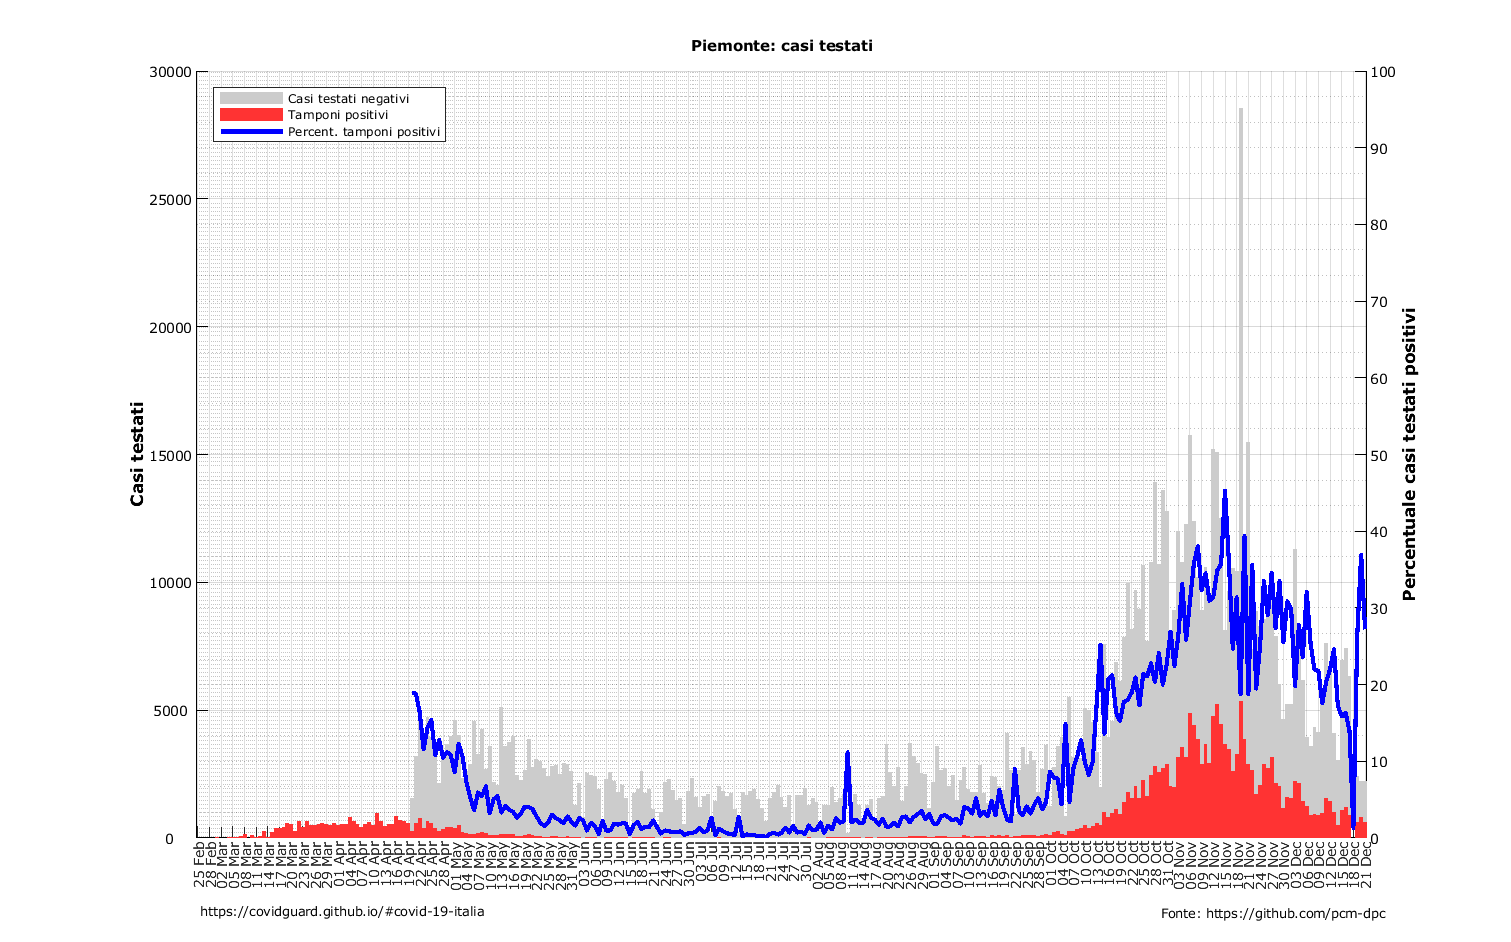 Piemonte: casi testati
Casi testati negativi
Tamponi positivi
Percent. tamponi positivi
30000
25000
20000
15000
10000
5000
0
Casi testati
100
90
80
70
60
50
40
30
20
10
0
Percentuale casi testati positivi
25 Feb
28 Feb
02 Mar
05 Mar
08 Mar
11 Mar
14 Mar
17 Mar
20 Mar
23 Mar
26 Mar
29 Mar
01 Apr
04 Apr
07 Apr
10 Apr
13 Apr
16 Apr
19 Apr
22 Apr
25 Apr
28 Apr
01 May
04 May
07 May
10 May
13 May
16 May
19 May
22 May
25 May
28 May
31 May
03 Jun
06 Jun
09 Jun
12 Jun
15 Jun
18 Jun
21 Jun
24 Jun
27 Jun
30 Jun
03 Jul
06 Jul
09 Jul
12 Jul
15 Jul
18 Jul
21 Jul
24 Jul
27 Jul
30 Jul
02 Aug
05 Aug
08 Aug
11 Aug
14 Aug
17 Aug
20 Aug
23 Aug
26 Aug
29 Aug
01 Sep
04 Sep
07 Sep
10 Sep
13 Sep
16 Sep
19 Sep
22 Sep
25 Sep
28 Sep
01 Oct
04 Oct
07 Oct
10 Oct
13 Oct
16 Oct
19 Oct
22 Oct
25 Oct
28 Oct
31 Oct
03 Nov
06 Nov
09 Nov
12 Nov
15 Nov
18 Nov
21 Nov
24 Nov
27 Nov
30 Nov
03 Dec
06 Dec
09 Dec
12 Dec
15 Dec
18 Dec
21 Dec
https://covidguard.github.io/#covid-19-italia
Fonte: https://github.com/pcm-dpc